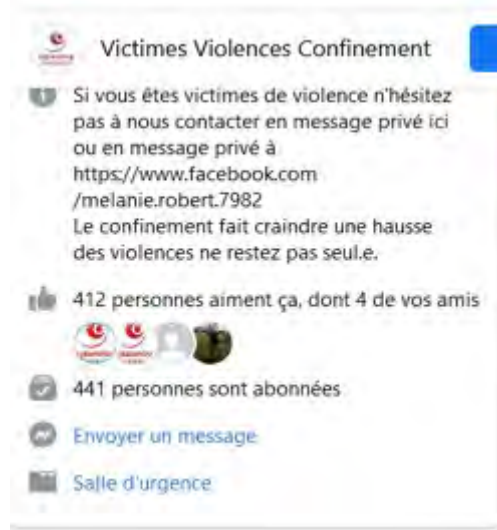 Victimes Violences Confinement
Si vous êtes victimes de violence n'hésitez
pas à nous contacter en message privé ici
ou en message privé à
https://www.facebook.com
/melanie.robert.7982
Le confinement fait craindre une hausse
des violences ne restez pas seul.e.
412 personnes aiment ça, dont 4 de vos amis
441 personnes sont abonnées
Envoyer un message
Salle d'urgence